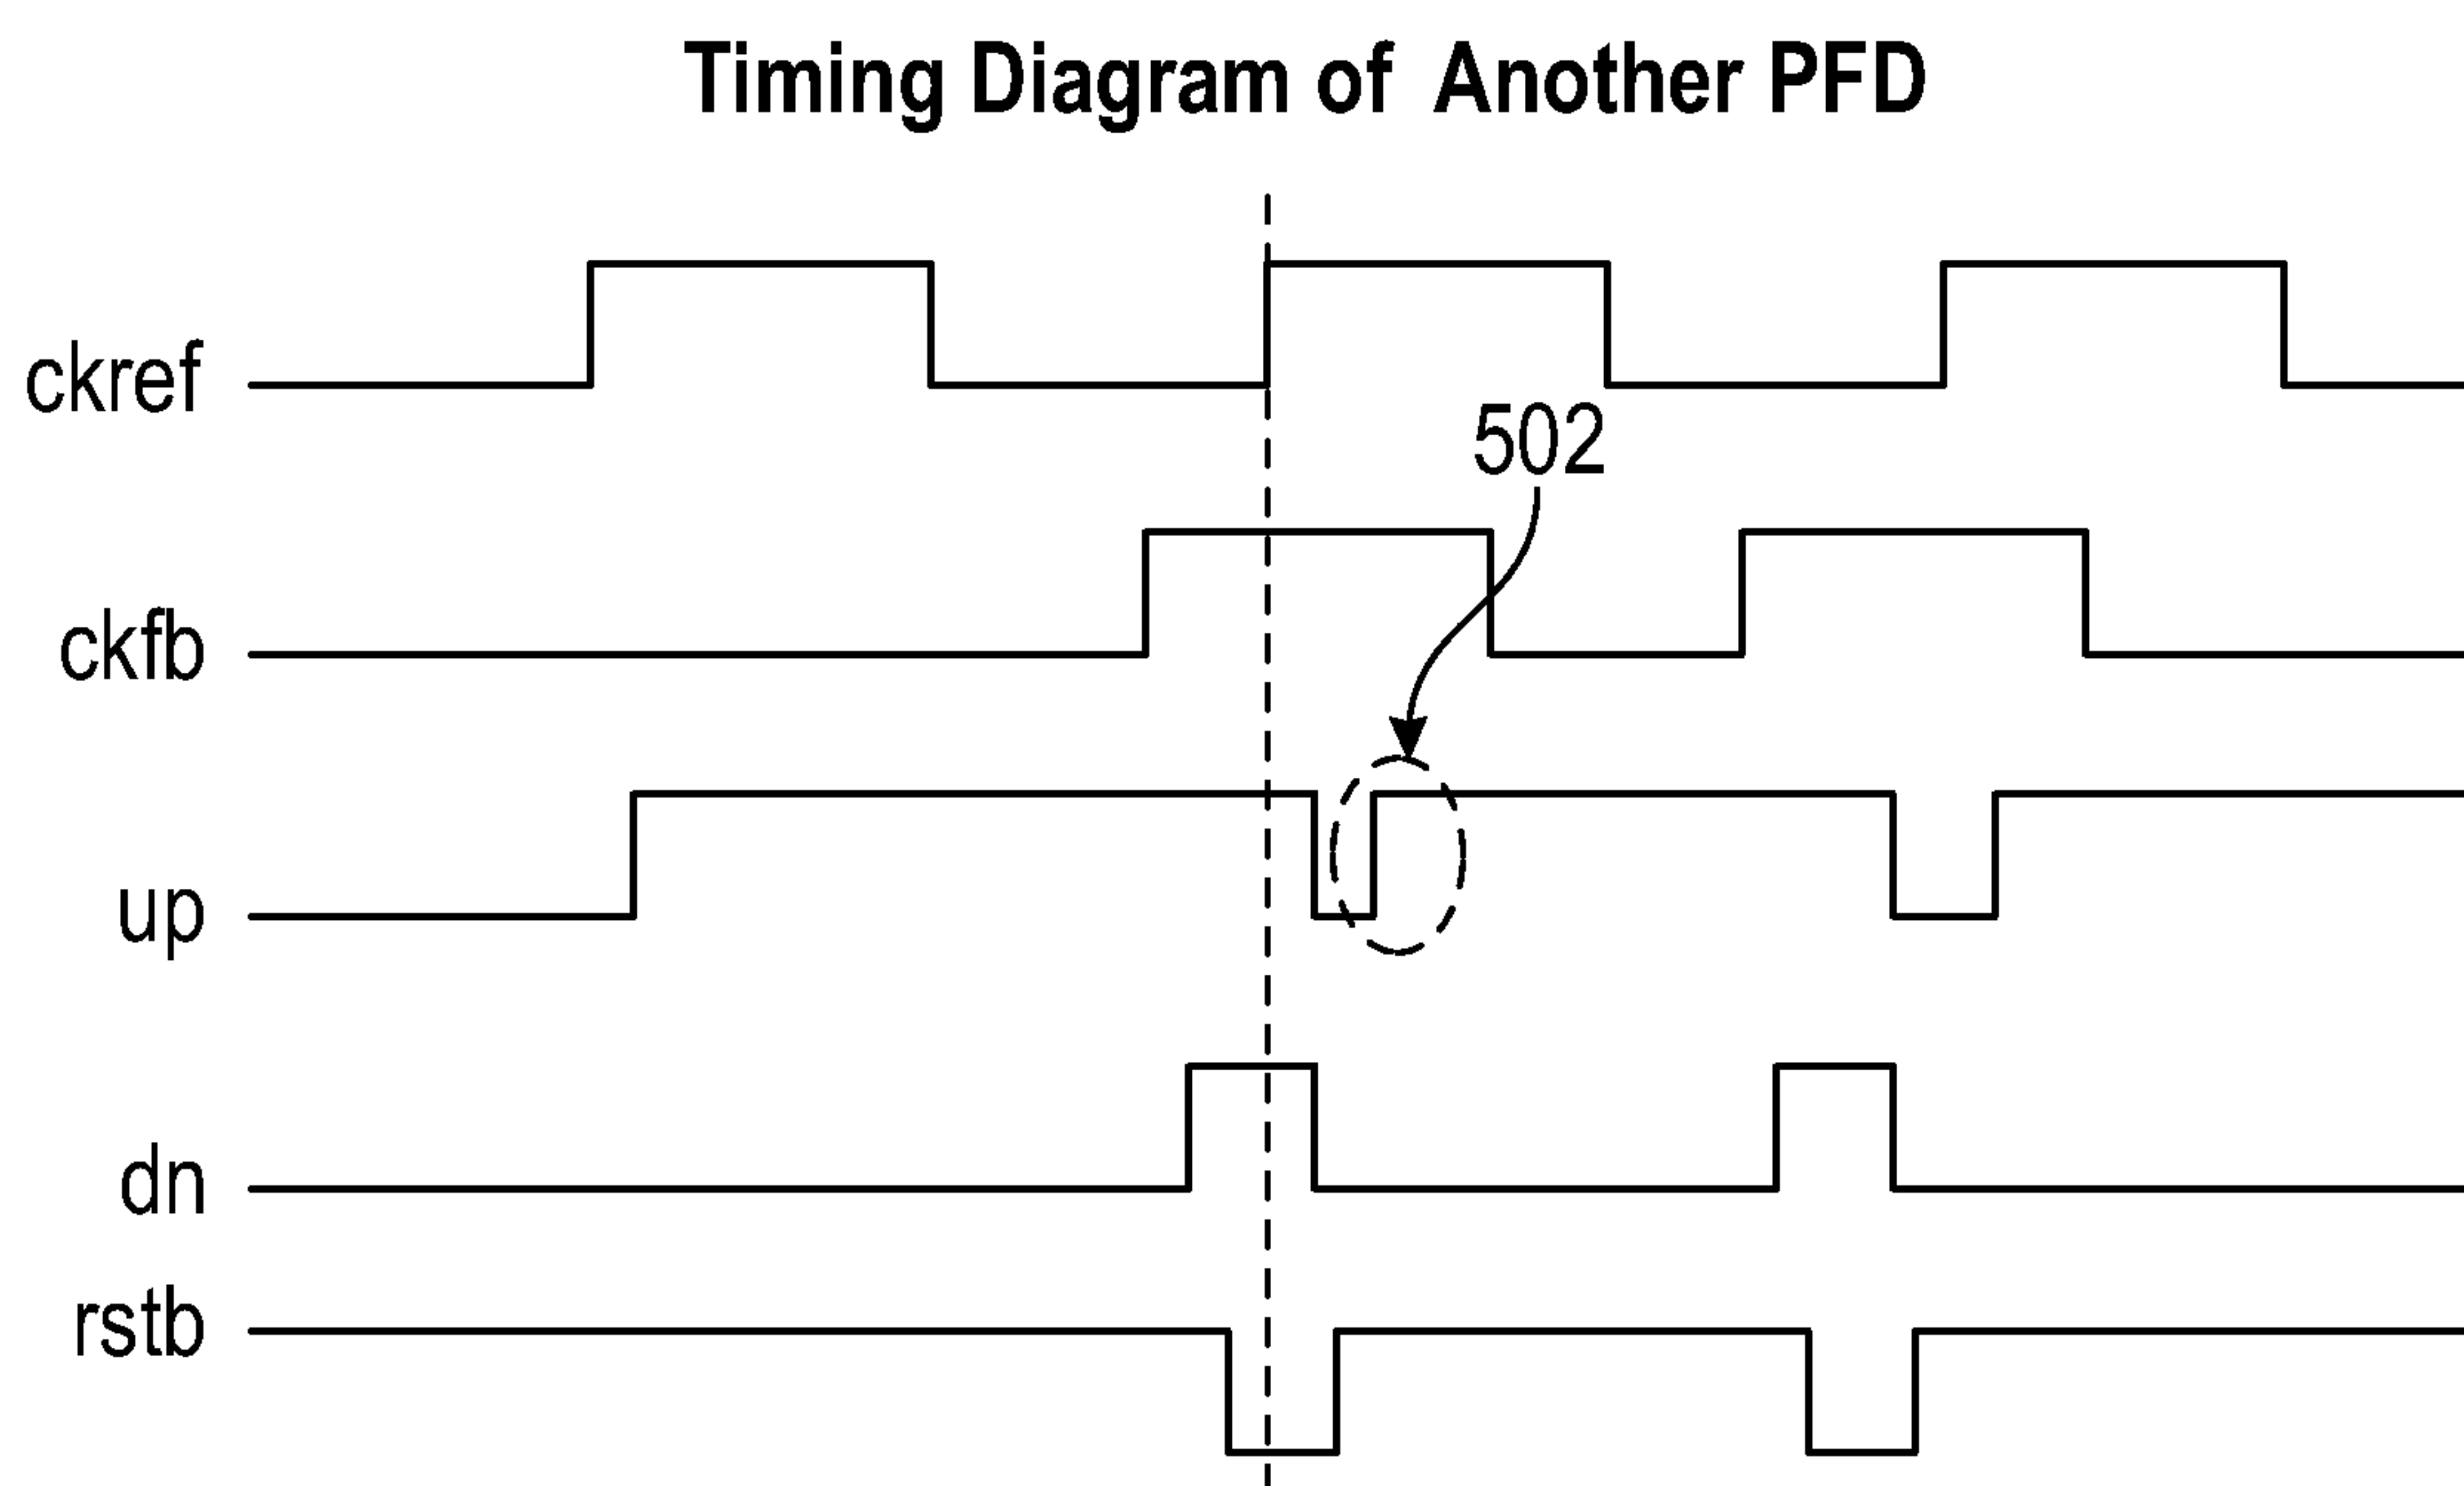 Timing Diagram of Another PFD
ckref
502
ckfb
up
dn
rstb